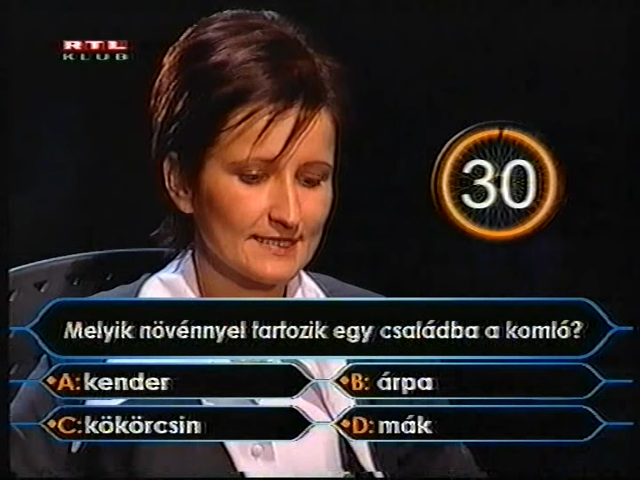 RTL
KLUB
30
Melyik növénnyel tartozik egy családba a komló?
A: kender
B: árpa
C: kökörcsin
D: mák